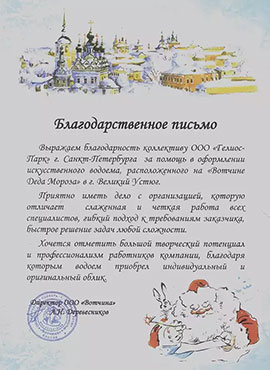 Благодарственное письмо
Выражаем благодарность коллективу ООО «Гелиос-
Парк» г. Санкт-Петербурга за помощь в оформлении
искусственного водоема, расположенного на «Вотчине
Деда Мороза» в г. Великий Устюг.
Приятно иметь дело с организацией, которую
отличает слаженная и четкая работа всех
специалистов, гибкий подход к требованиям заказчика,
быстрое решение задач любой сложности.
Хочется отметить большой творческий потенциал
и профессионализм работников компании, благодаря
которым водоем приобрел индивидуальный и
оригинальный облик.
Директор ООО «Вотчина»
А.Н. Деревесников